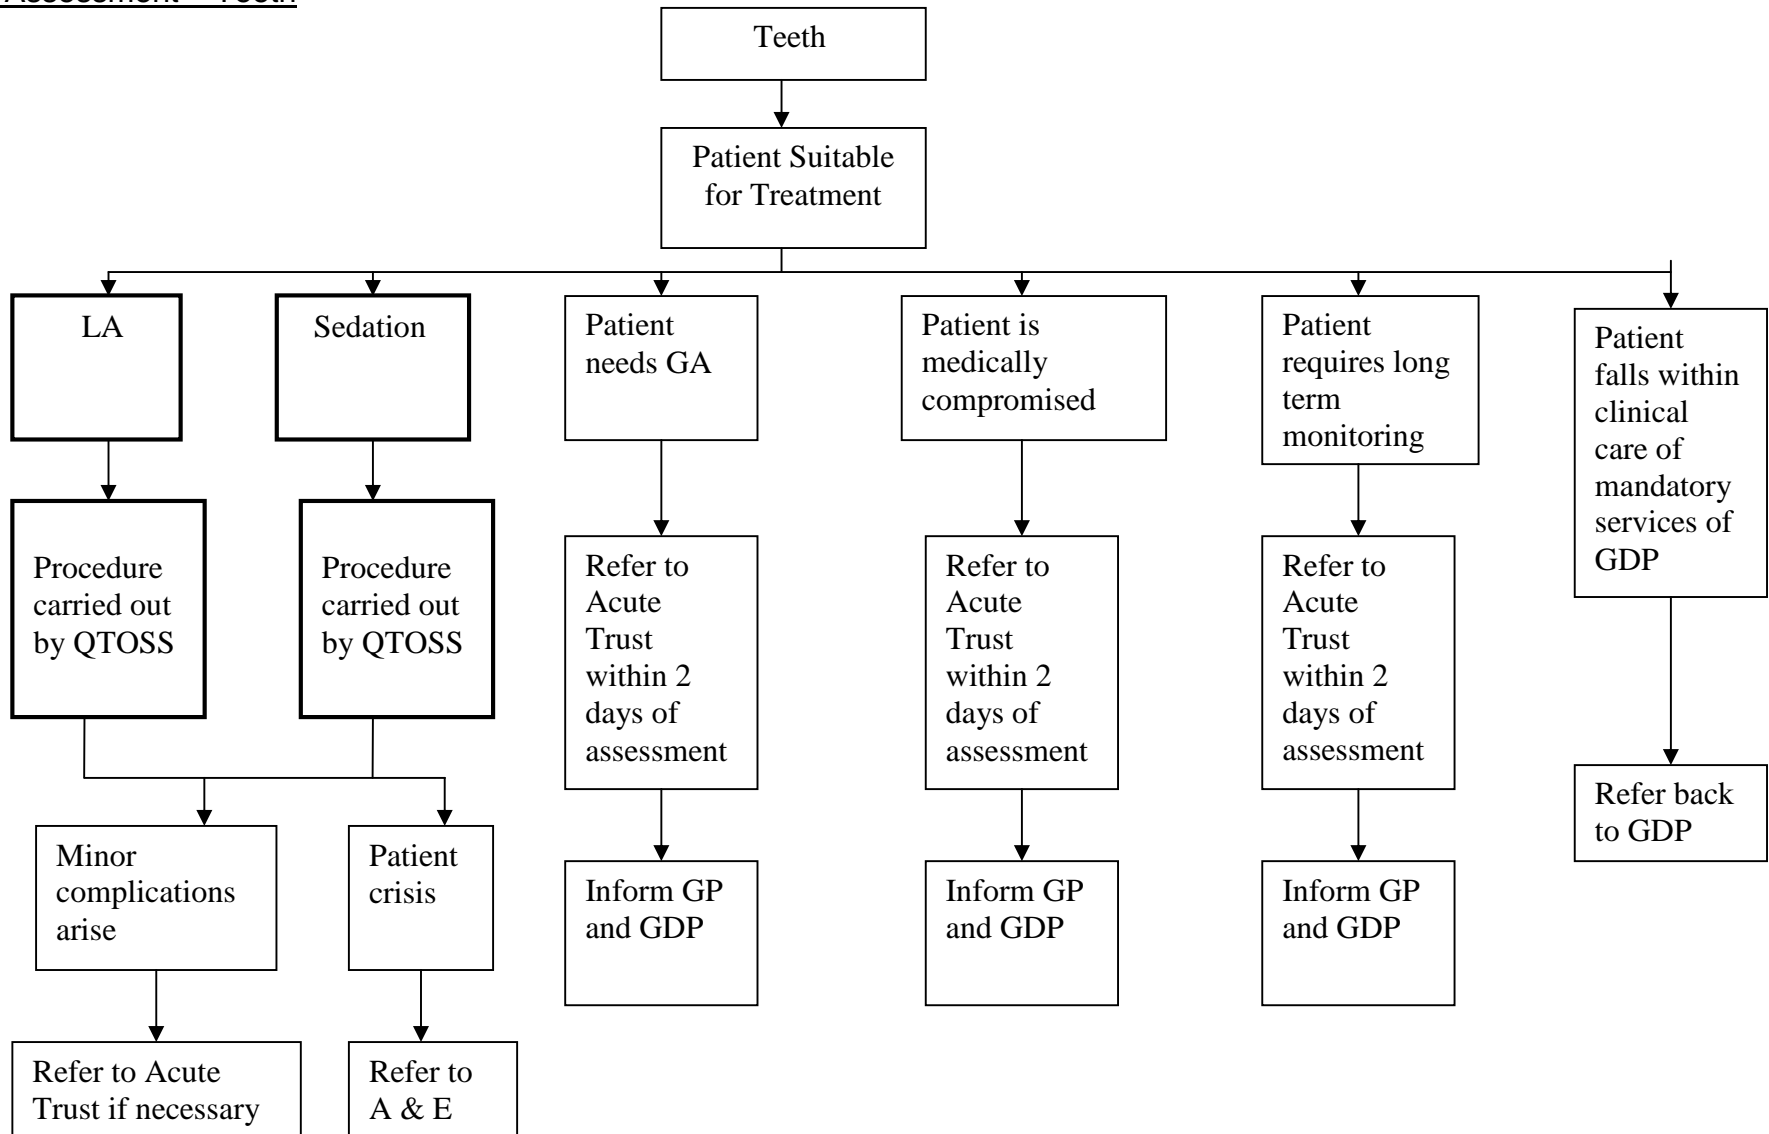 Assessment – Teeth
Teeth
Patient Suitable
for Treatment
LA
Sedation
Patient
needs GA
Patient is
medically
compromised
Patient
requires long
term
monitoring
Patient
falls within
clinical
care of
mandatory
services of
GDP
Procedure
carried out
by QTOSS
Procedure
carried out
by QTOSS
Refer to
Acute
Trust
within 2
days of
assessment
Refer to
Acute
Trust
within 2
days of
assessment
Refer to
Acute
Trust
within 2
days of
assessment
Refer back
to GDP
Minor
complications
arise
Patient
crisis
Inform GP
and GDP
Inform GP
and GDP
Inform GP
and GDP
Refer to Acute
Trust if necessary
Refer to
A & E